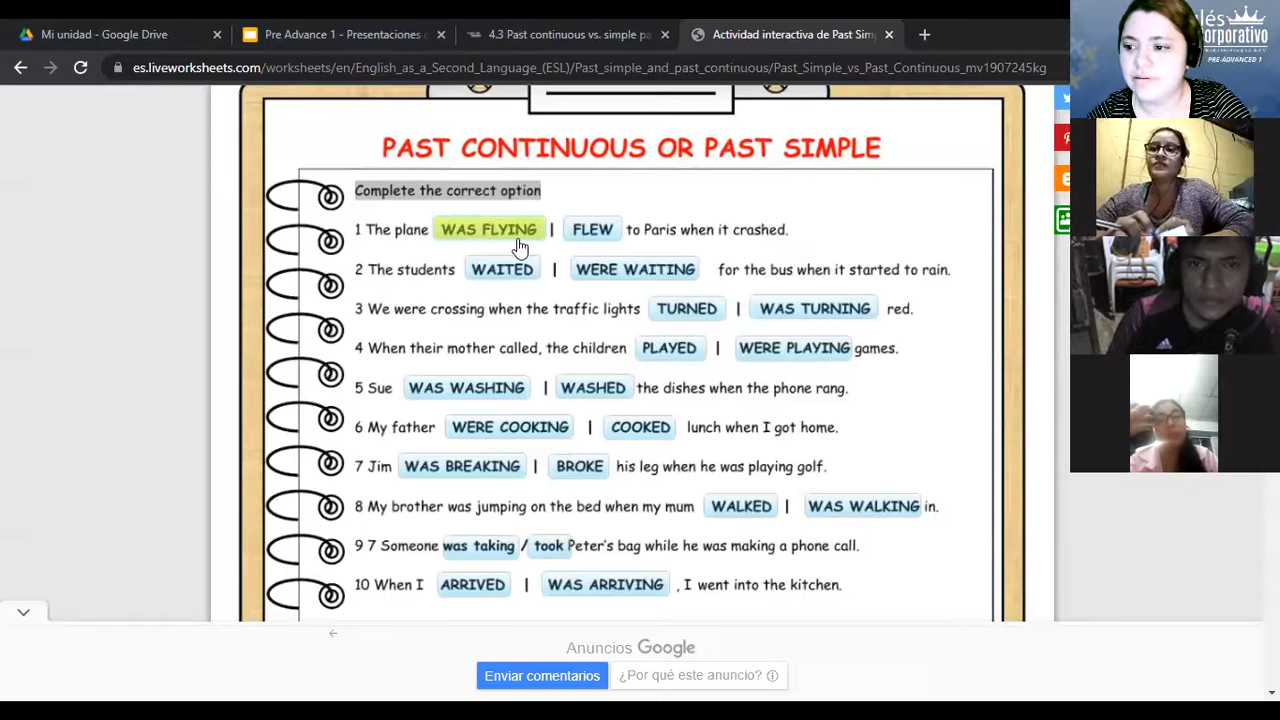 Mi unidad - Google Drive
Pre Advance 1 - Presentaciones
4.3 Past continuous vs. simple pa
Actividad interactiva de Past Sim
es.liveworksheets.com/worksheets/en/English_as_a_Second_Language_(ESL)/Past_simple_and_past_continuous/Past_Simple_vs_Past_Continuous_mv1907245kg
lés
corporativo
PRE-ADVANCED 1
PAST CONTINUOUS OR PAST SIMPLE
Complete the correct option
1 The plane WAS FLYING | FLEW to Paris when it crashed.
2 The students WAITED | WERE WAITING for the bus when it started to rain.
3 We were crossing when the traffic lights TURNED | WAS TURNING red.
4 When their mother called, the children PLAYED | WERE PLAYING games.
5 Sue WAS WASHING | WASHED the dishes when the phone rang.
6 My father WERE COOKING | COOKED lunch when I got home.
7 Jim WAS BREAKING | BROKE his leg when he was playing golf.
8 My brother was jumping on the bed when my mum WALKED | WAS WALKING in.
9 7 Someone was taking / took Peter's bag while he was making a phone call.
10 When I ARRIVED | WAS ARRIVING , I went into the kitchen.
Anuncios Google
Enviar comentarios
¿Por qué este anuncio?